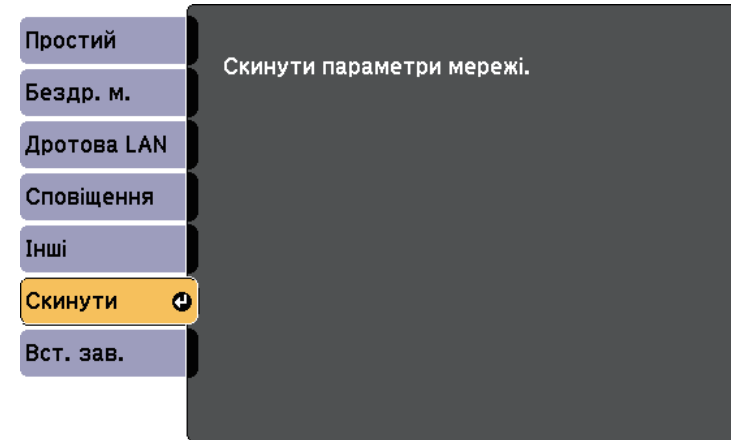 Простий
Бездр. м.
Дротова LAN
Сповіщення
Інші
Скинути
Вст. зав.
Скинути параметри мережі.